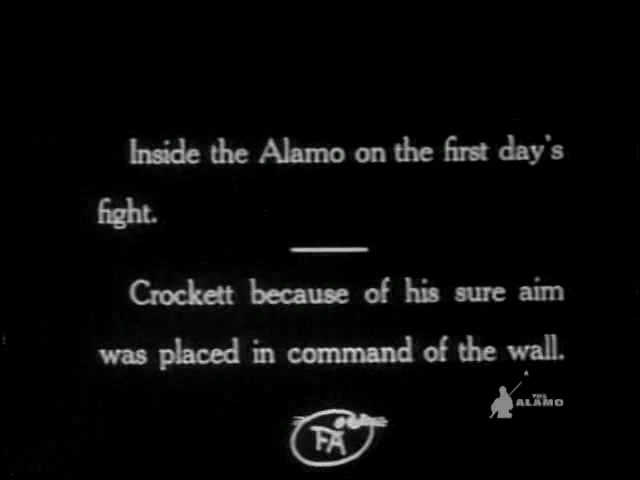 Inside the Alamo on the first day's
fight.
Crockett because of his sure aim
was placed in command of the wall.
THE
ALAMO
FA